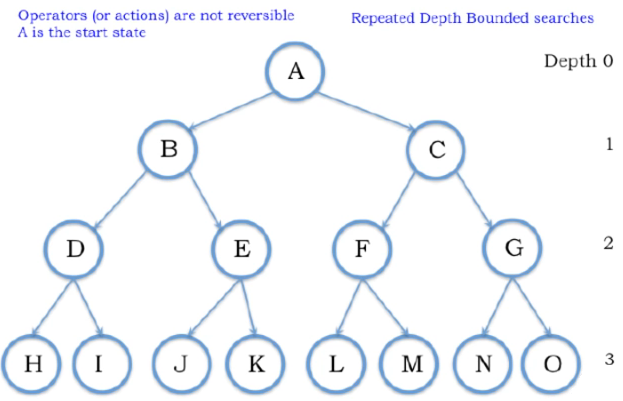 Operators (or actions) are not reversible
A is the start state
Repeated Depth Bounded searches
Depth 0
A
B
C
1
D
E
F
G
2
H
I
J
K
L
M
N
O
3